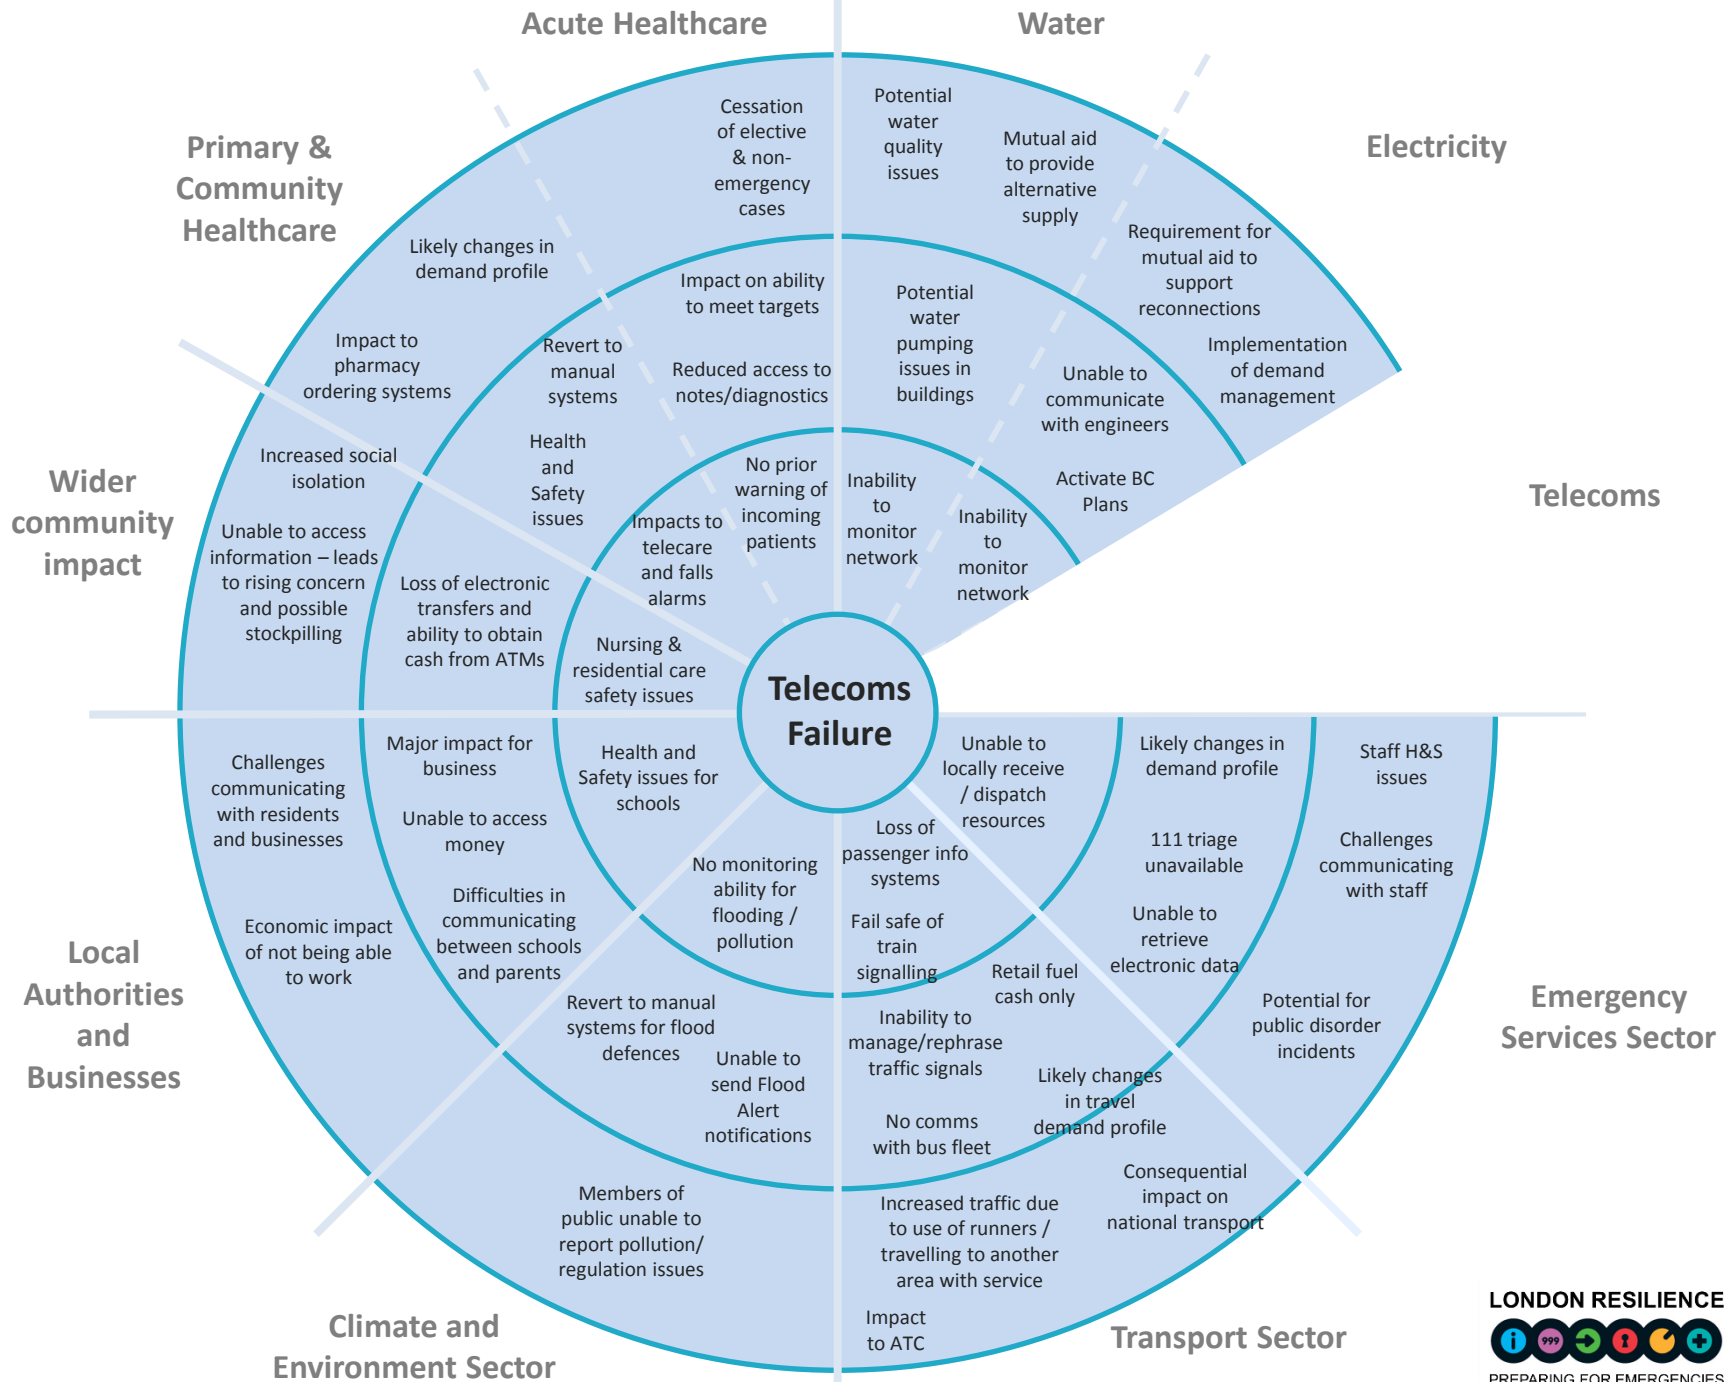 Acute Healthcare
Water
Electricity
Telecoms
Emergency
Services Sector
Transport Sector
Climate and
Environment Sector
Local
Authorities
and
Businesses
Wider
community
impact
Primary &
Community
Healthcare
Telecoms
Failure
Cessation
of elective
& non-
emergency
cases
Impact on ability
to meet targets
Reduced access to
notes/diagnostics
No prior
warning of
incoming
patients
Potential
water
quality
issues
Mutual aid
to provide
alternative
supply
Potential
water
pumping
issues in
buildings
Inability
to
monitor
network
Requirement for
mutual aid to
support
reconnections
Implementation
of demand
management
Unable to
communicate
with engineers
Activate BC
Plans
Inability
to
monitor
network
Unable to
locally receive
/ dispatch
resources
Likely changes in
demand profile
111 triage
unavailable
Unable to
retrieve
electronic data
Staff H&S
issues
Challenges
communicating
with staff
Potential for
public disorder
incidents
Loss of
passenger info
systems
Fail safe of
train
signalling
Retail fuel
cash only
Inability to
manage/rephrase
traffic signals
Likely changes
in travel
demand profile
No comms
with bus fleet
Consequential
impact on
national transport
Increased traffic due
to use of runners /
travelling to another
area with service
Impact
to ATC
No monitoring
ability for
flooding /
pollution
Revert to manual
systems for flood
defences
Unable to
send Flood
Alert
notifications
Members of
public unable to
report pollution/
regulation issues
Health and
Safety issues for
schools
Major impact for
business
Unable to access
money
Difficulties in
communicating
between schools
and parents
Challenges
communicating
with residents
and businesses
Economic impact
of not being able
to work
Nursing &
residential care
safety issues
Loss of electronic
transfers and
ability to obtain
cash from ATMs
Increased social
isolation
Unable to access
information – leads
to rising concern
and possible
stockpilling
Impacts to
telecare
and falls
alarms
Revert to
manual
systems
Health
and
Safety
issues
Likely changes in
demand profile
Impact to
pharmacy
ordering systems
LONDON RESILIENCE
i 999
PREPARING FOR EMERGENCIES